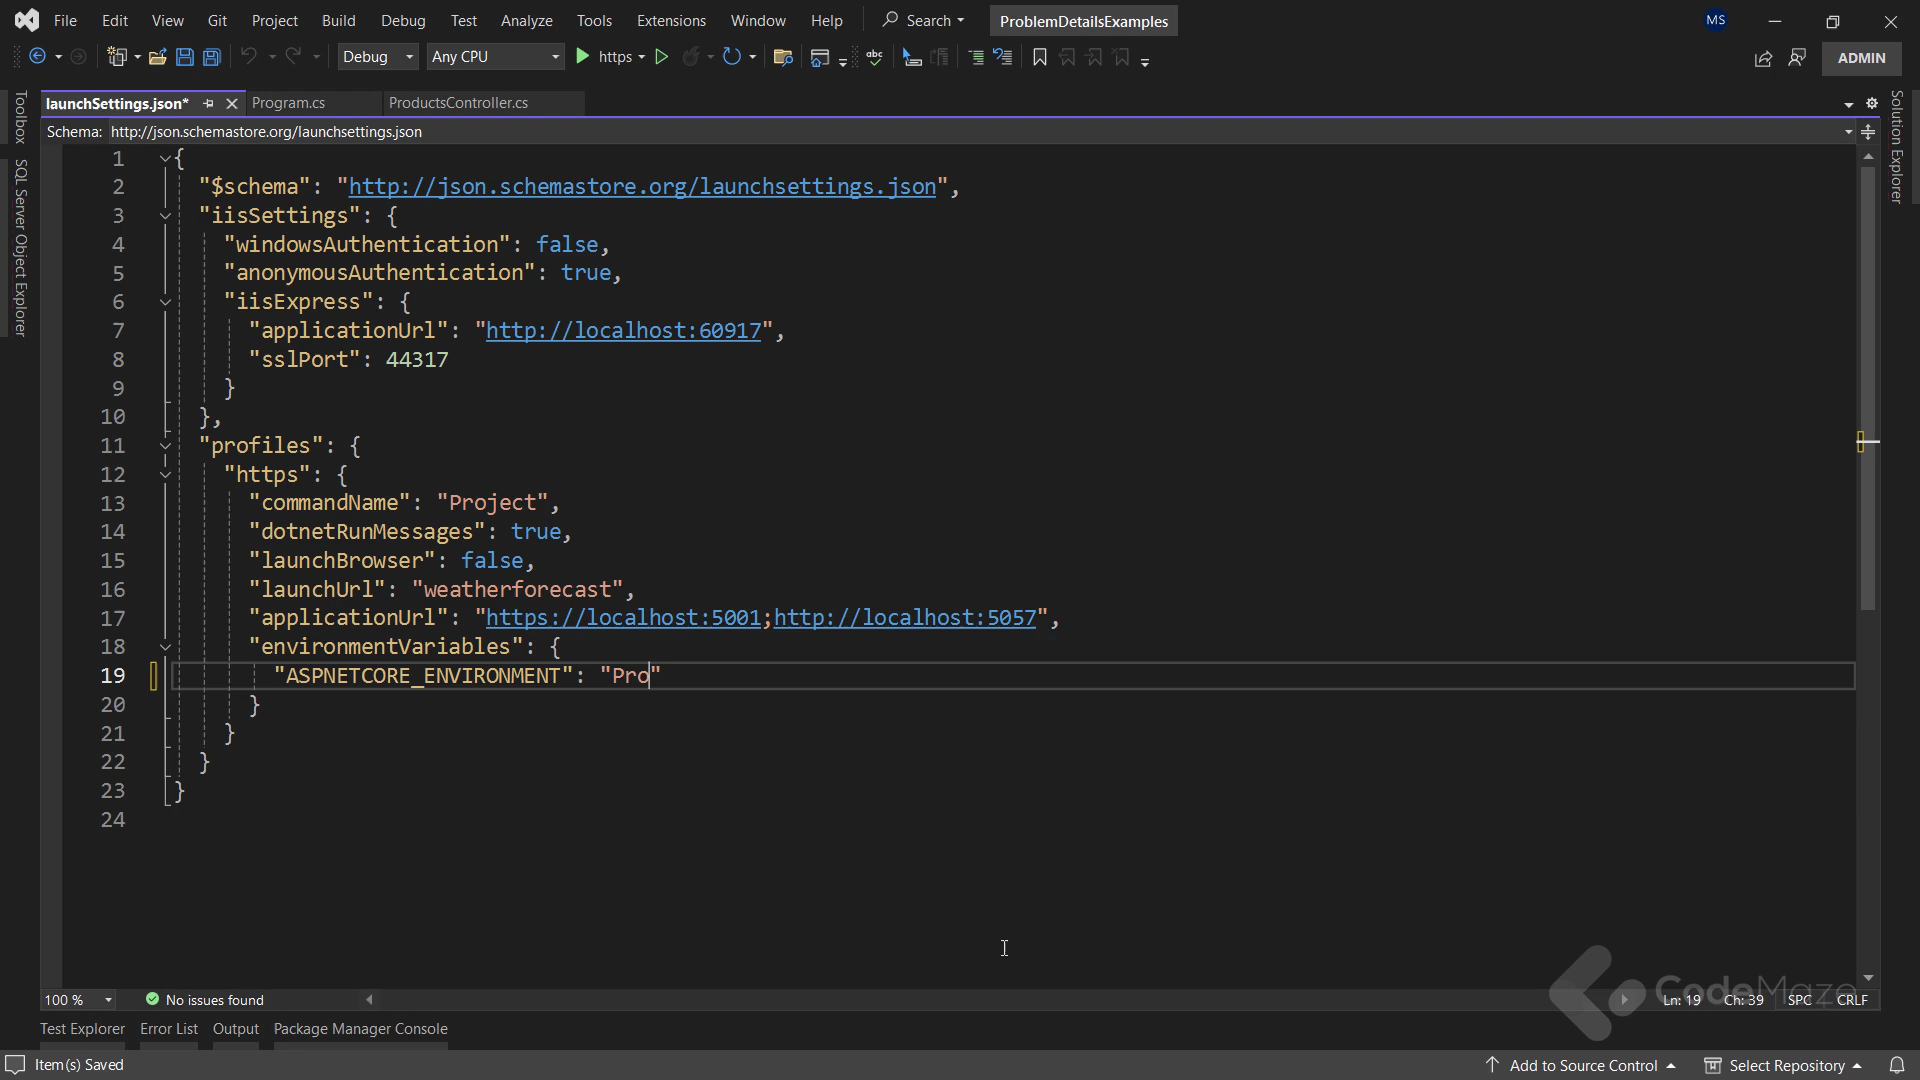 File Edit View Git Project Build Debug Test Analyze Tools Extensions Window Help Search ProblemDetailsExamples MS
Debug Any CPU https abc ADMIN
launchSettings.json* Program.cs ProductsController.cs
Schema: http://json.schemastore.org/launchsettings.json
Toolbox
SQL Server Object Explorer
Solution Explorer
1 {
2 "$schema": "http://json.schemastore.org/launchsettings.json",
3 "iisSettings": {
4 "windowsAuthentication": false,
5 "anonymousAuthentication": true,
6 "iisExpress": {
7 "applicationUrl": "http://localhost:60917",
8 "sslPort": 44317
9 }
10 },
11 "profiles": {
12 "https": {
13 "commandName": "Project",
14 "dotnetRunMessages": true,
15 "launchBrowser": false,
16 "launchUrl": "weatherforecast",
17 "applicationUrl": "https://localhost:5001;http://localhost:5057",
18 "environmentVariables": {
19 "ASPNETCORE_ENVIRONMENT": "Pro"
20 }
21 }
22 }
23 }
24
CodeMaze
100 % No issues found Ln: 19 Ch: 39 SPC CRLF
Test Explorer Error List Output Package Manager Console
Item(s) Saved Add to Source Control Select Repository